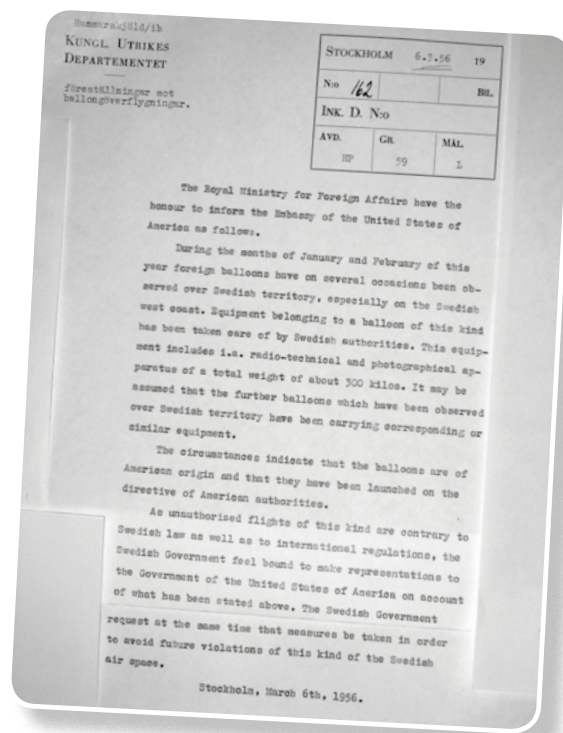 Hammarskjöld/ib
KUNGL. UTRIKES
DEPARTEMENTET
föreställningar mot
ballongöverflygningar.
STOCKHOLM 6.3.56 19
N:o 162 BIL.
INK. D. N:o
AVD. GR. MÅL.
HP 59 L
The Royal Ministry for Foreign Affairs have the
honour to inform the Embassy of the United States of
America as follows.
During the months of January and February of this
year foreign balloons have on several occasions been ob-
served over Swedish territory, especially on the Swedish
west coast. Equipment belonging to a balloon of this kind
has been taken care of by Swedish authorities. This equip-
ment includes i.a. radio-technical and photographical ap-
paratus of a total weight of about 300 kilos. It may be
assumed that the further balloons which have been observed
over Swedish territory have been carrying corresponding or
similar equipment.
The circumstances indicate that the balloons are of
American origin and that they have been launched on the
directive of American authorities.
As unauthorized flights of this kind are contrary to
Swedish law as well as to international regulations, the
Swedish Government feel bound to make representations to
the Government of the United States of America on account
of what has been stated above. The Swedish Government
request at the same time that measures be taken in order
to avoid future violations of this kind of the Swedish
air space.
Stockholm, March 6th, 1956.